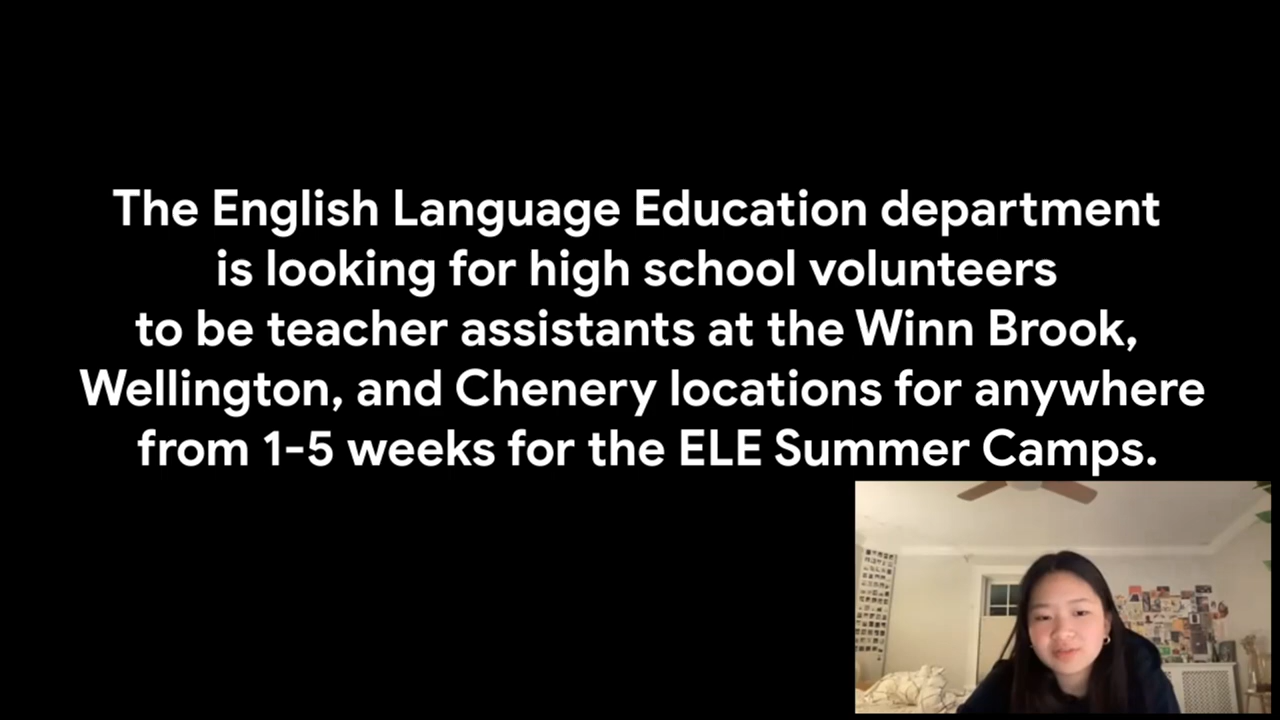 The English Language Education department
is looking for high school volunteers
to be teacher assistants at the Winn Brook,
Wellington, and Chenery locations for anywhere
from 1-5 weeks for the ELE Summer Camps.